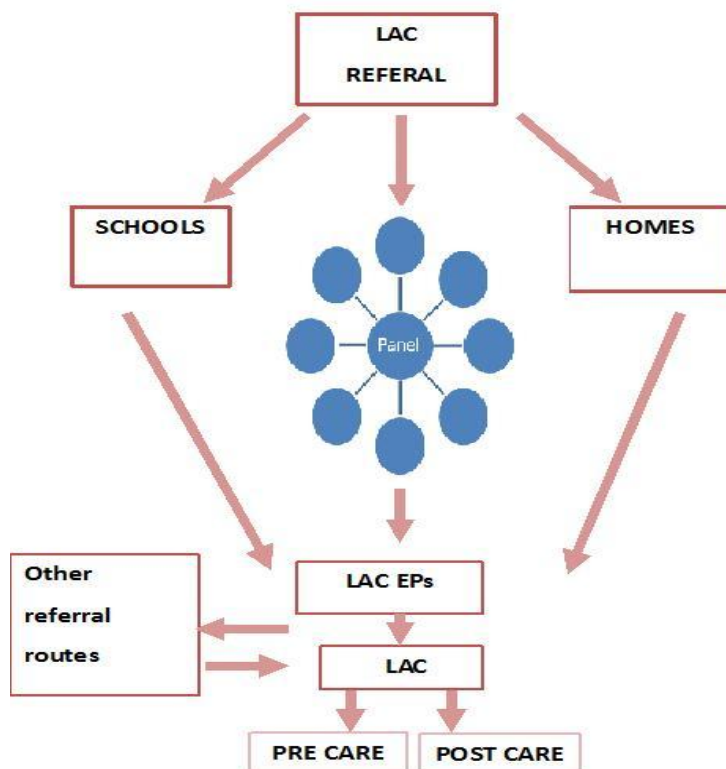 LAC
REFERAL
SCHOOLS
HOMES
Panel
LAC EPs
Other
referral
routes
LAC
PRE CARE
POST CARE